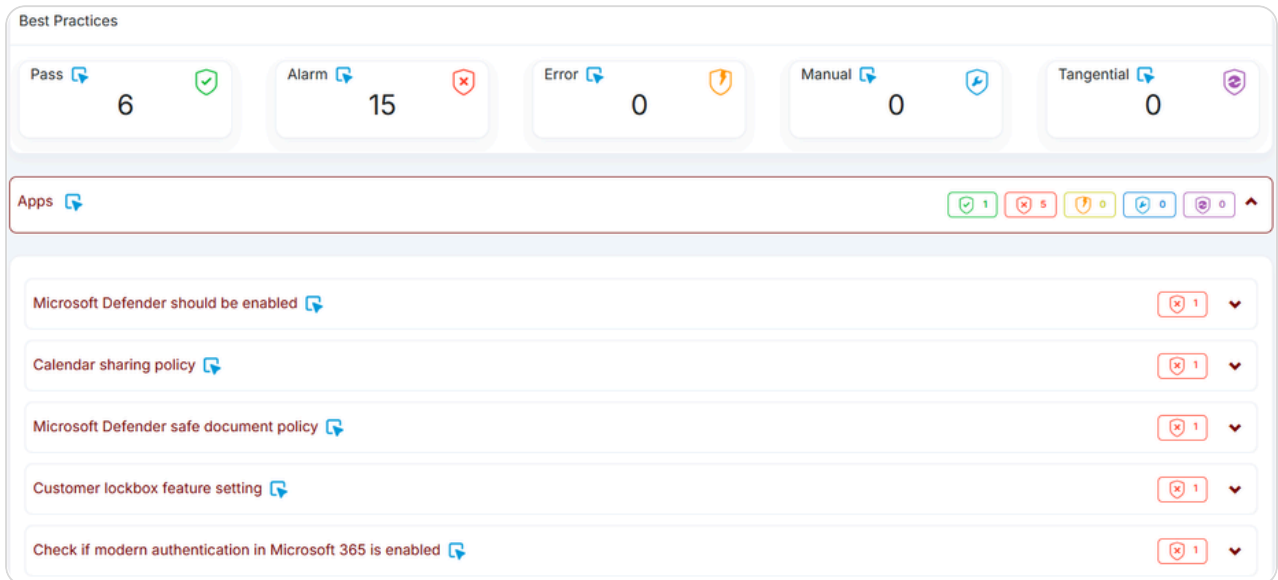 Best Practices
Pass Alarm Error Manual Tangential
6 15 0 0 0
Apps 1 5 0 0 0
Microsoft Defender should be enabled 1
Calendar sharing policy 1
Microsoft Defender safe document policy 1
Customer lockbox feature setting 1
Check if modern authentication in Microsoft 365 is enabled 1